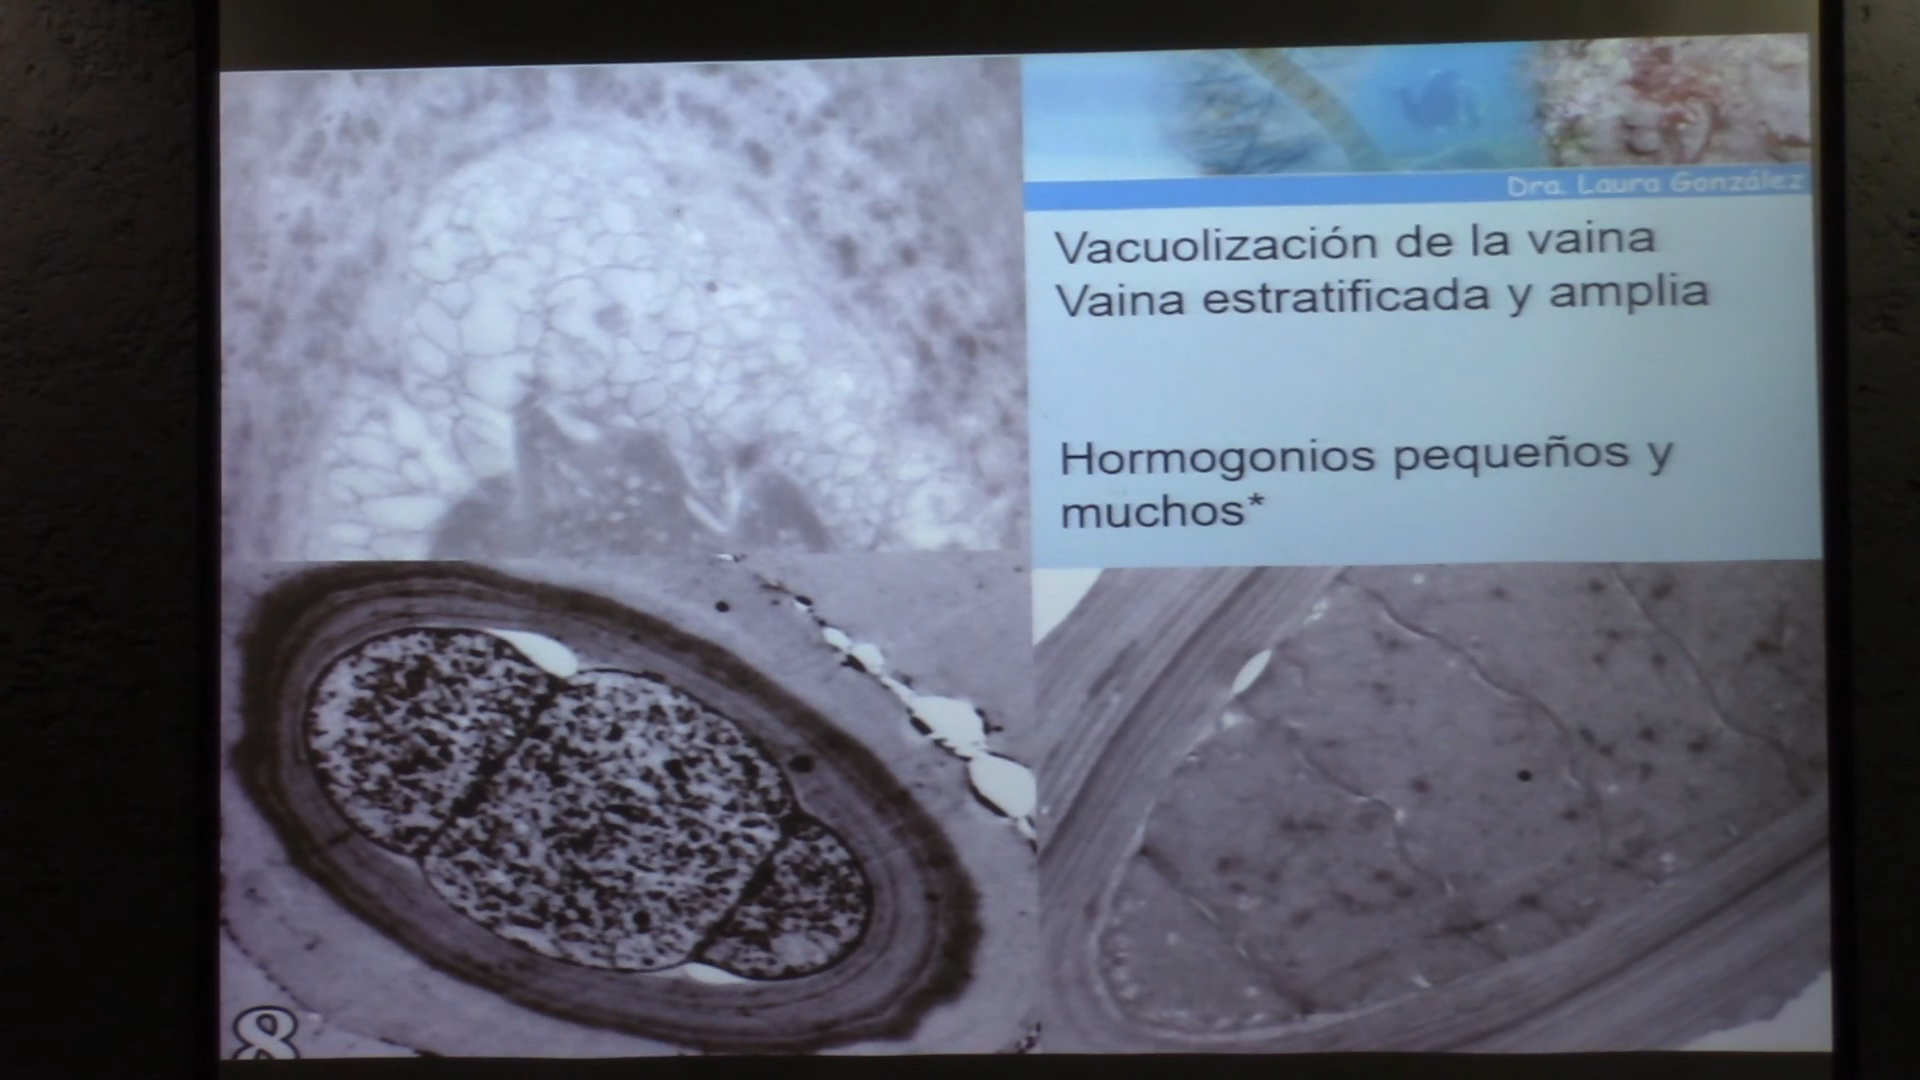 Dra. Laura González
Vacuolización de la vaina
Vaina estratificada y amplia
Hormogonios pequeños y
muchos*
8